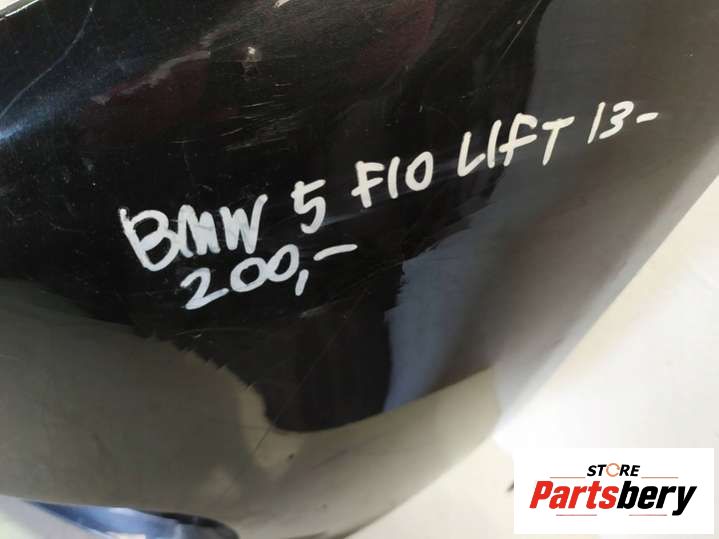 BMW 5 F10 LIFT 13-
200,-
STORE
Partsbery